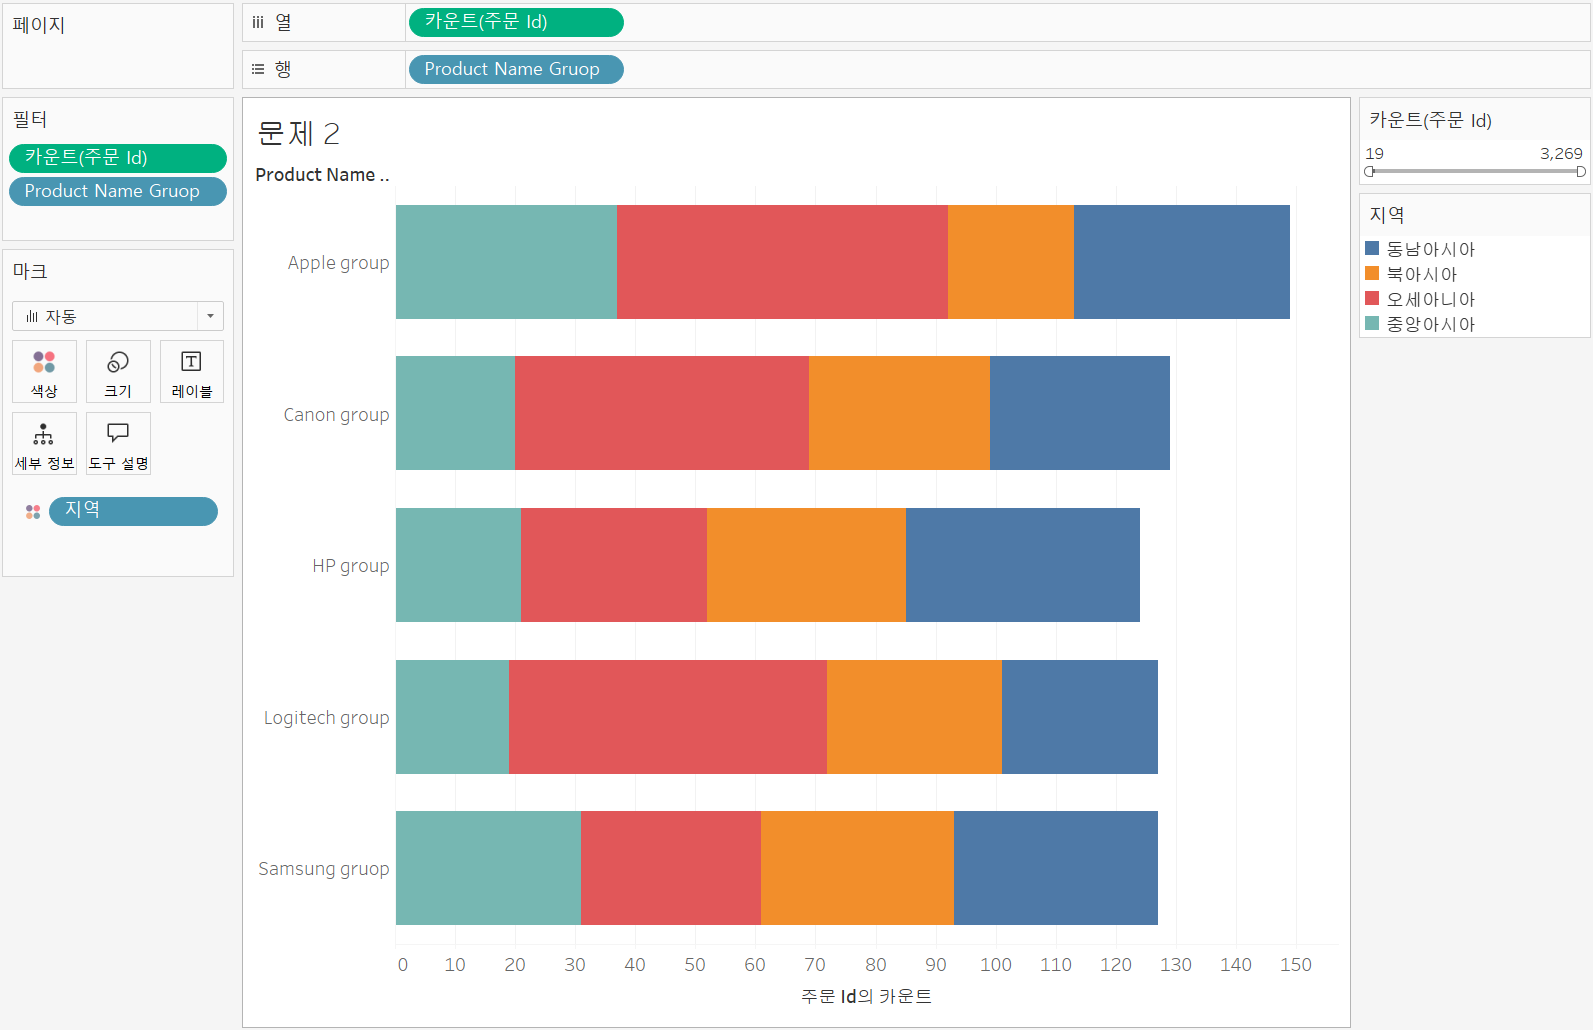 페이지
열
카운트(주문 Id)
행
Product Name Gruop
필터
카운트(주문 Id)
Product Name Gruop
마크
자동
색상
크기
레이블
세부 정보
도구 설명
지역
문제 2
Product Name ..
Apple group
Canon group
HP group
Logitech group
Samsung gruop
0 10 20 30 40 50 60 70 80 90 100 110 120 130 140 150
주문 Id의 카운트
카운트(주문 Id)
19 3,269
지역
동남아시아
북아시아
오세아니아
중앙아시아